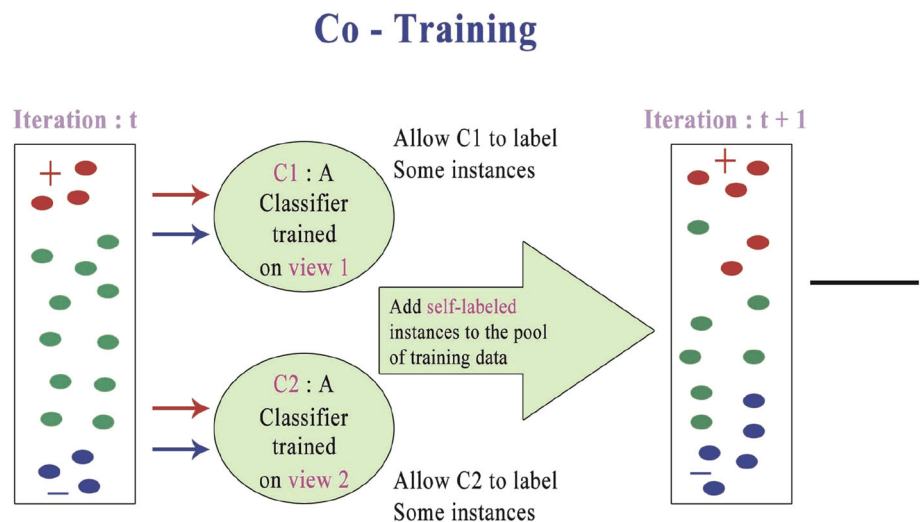 Co - Training
Iteration : t
Iteration : t + 1
Allow C1 to label
Some instances
C1 : A
Classifier
trained
on view 1
Add self-labeled
instances to the pool
of training data
C2 : A
Classifier
trained
on view 2
Allow C2 to label
Some instances
+
−
+
−